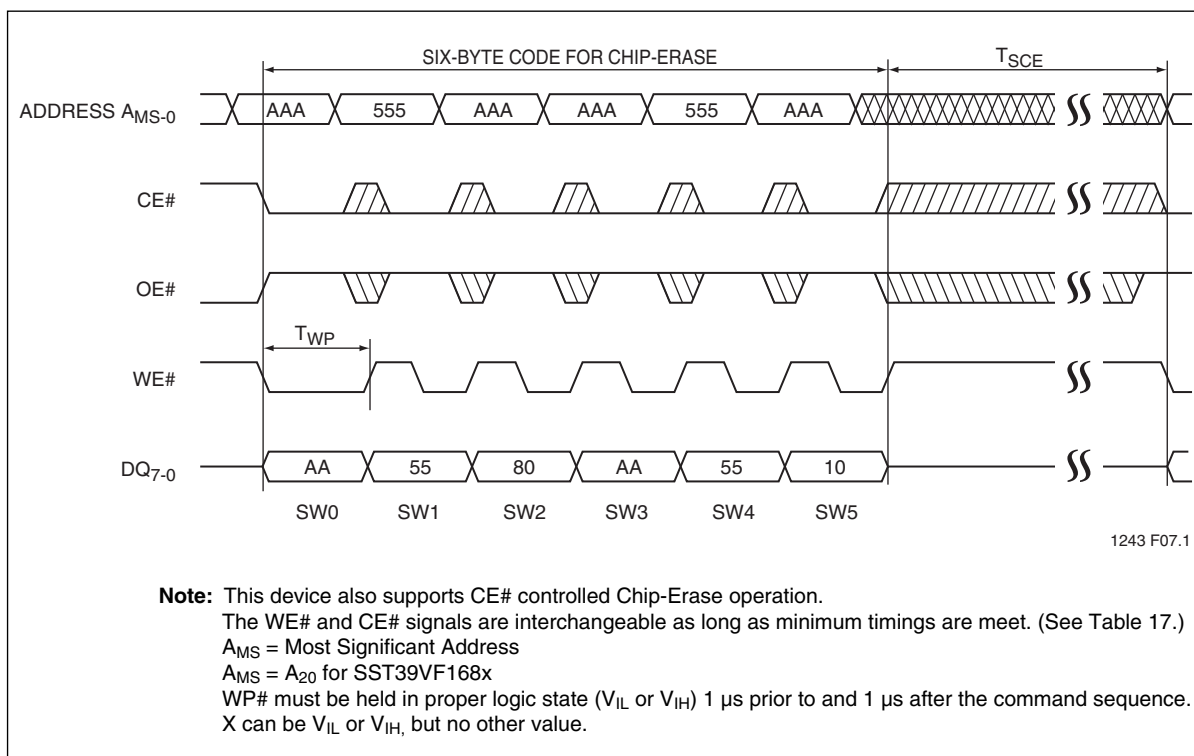 SIX-BYTE CODE FOR CHIP-ERASE TSCE
ADDRESS AMS-0 AAA 555 AAA AAA 555 AAA
CE#
OE#
TWP
WE#
DQ7-0 AA 55 80 AA 55 10
SW0 SW1 SW2 SW3 SW4 SW5
1243 F07.1
Note: This device also supports CE# controlled Chip-Erase operation.
The WE# and CE# signals are interchangeable as long as minimum timings are meet. (See Table 17.)
AMS = Most Significant Address
AMS = A20 for SST39VF168x
WP# must be held in proper logic state (VIL or VIH) 1 µs prior to and 1 µs after the command sequence.
X can be VIL or VIH, but no other value.